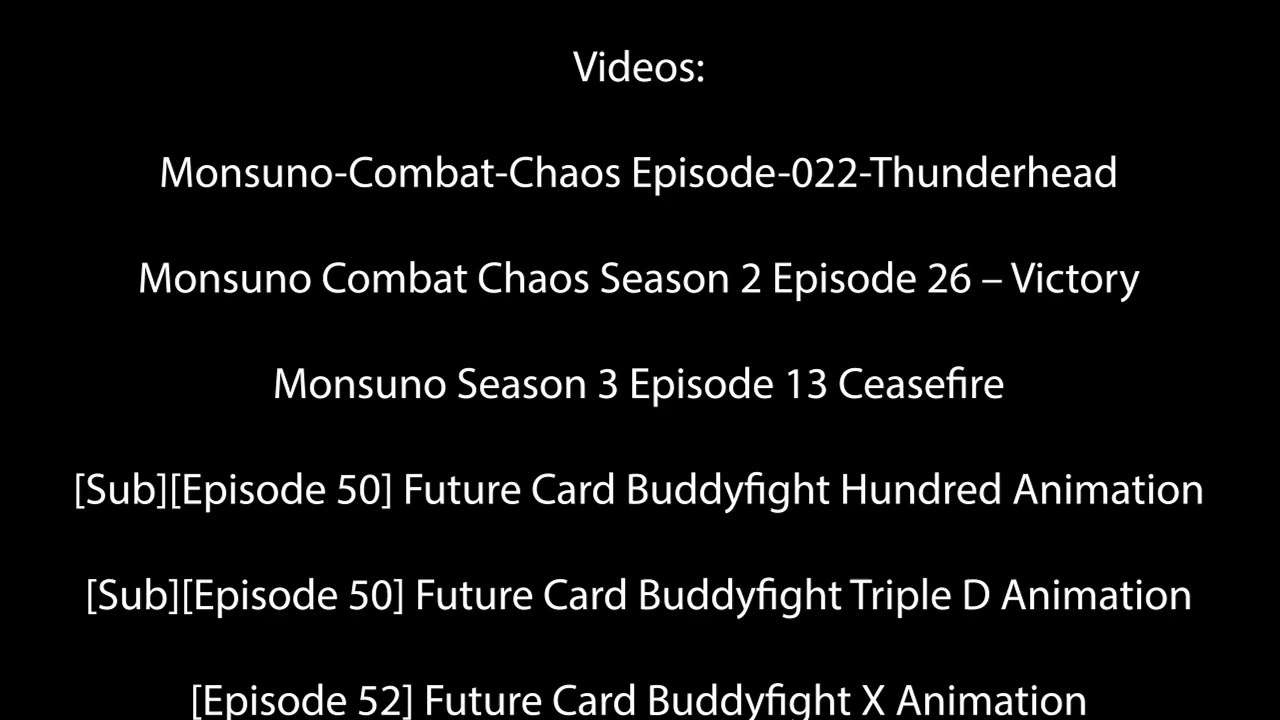 Videos:
Monsuno-Combat-Chaos Episode-022-Thunderhead
Monsuno Combat Chaos Season 2 Episode 26 – Victory
Monsuno Season 3 Episode 13 Ceasefire
[Sub][Episode 50] Future Card Buddyfight Hundred Animation
[Sub][Episode 50] Future Card Buddyfight Triple D Animation
[Episode 52] Future Card Buddyfight X Animation